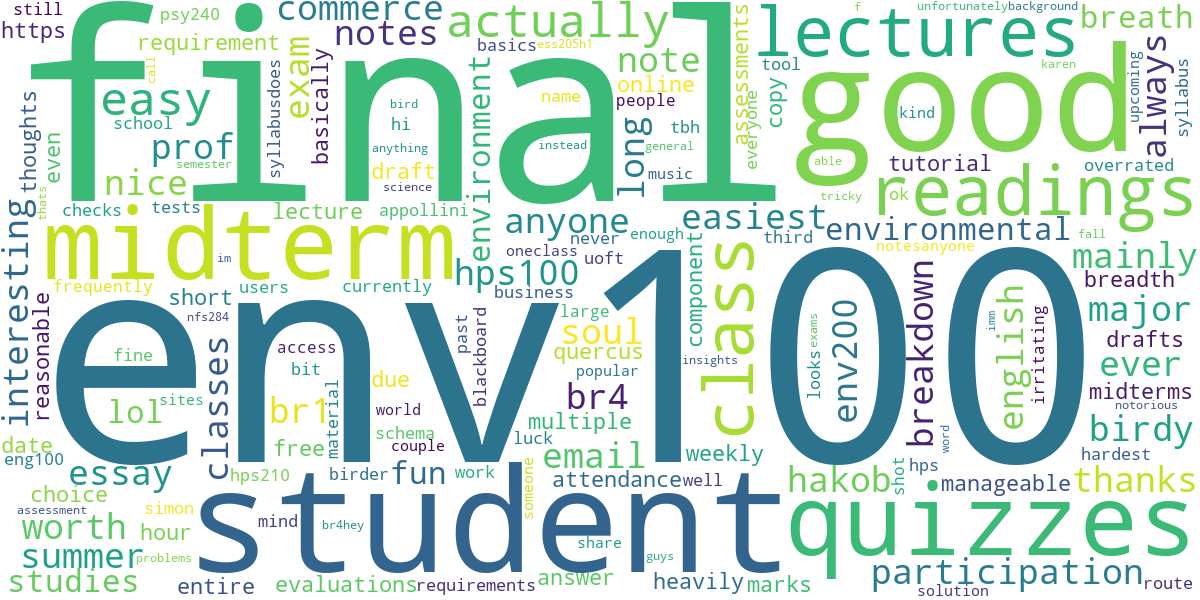 final
good
env100
student
midterm
quizzes
class
readings
lectures
still
https
psy240
requirement
call
commerce
notes
actually
basics
ess205h1
note
online
people
name
tbh
assessments
everyone
tool
copy
unfortunately
background
f
karen
breath
upcoming
always
syllabus
kind
able
tutorial
overrated
tricky
ok
thoughts
even
easy
school
prof
semester
nice
syllabusdoes
exam
basically
bird
hi
anything
draft
science
environment
instead
long
general
music
checks
tests
lecture
appollini
thats
anyone
easiest
environmental
third
never
enough
uoft
oneclass
hps100
business
im
interesting
reasonable
frequently
users
currently
short
nfs284
fall
notesanyone
mainly
breadth
major
drafts
ever
midterms
notorious
birdy
hardest
component
large
soul
quercus
popular
insights
past
blackboard
access
bit
fine
lol
sites
br1
due
material
world
schema
couple
free
classes
br4
multiple
luck
email
weekly
looks
exams
env200
breakdown
english
imm
irritating
word
date
eng100
essay
hps210
birder
fun
work
attendance
well
someone
hakob
shot
hps
manageable
thanks
choice
assessment
simon
worth
hour
mind
br4hey
share
guys
problems
summer
studies
entire
evaluations
requirements
answer
heavily
marks
participation
solution
route